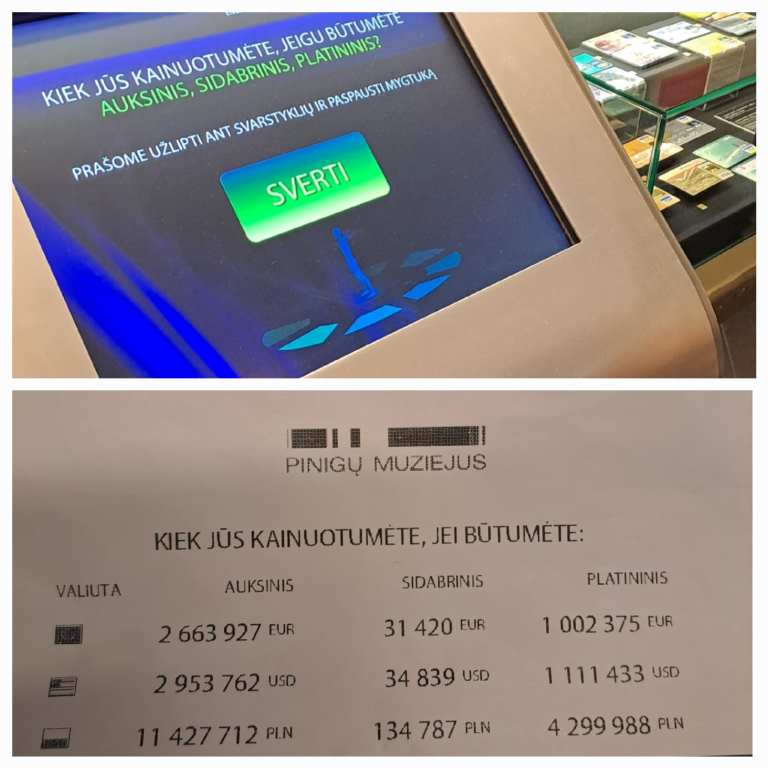 KIEK JŪS KAINUOTUMĖTE, JEIGU BŪTUMĖTE
AUKSINIS, SIDABRINIS, PLATININIS?
PRAŠOME UŽLIPTI ANT SVARSTYKLIŲ IR PASPAUSTI MYGTUKĄ
SVERTI
PINIGŲ MUZIEJUS
KIEK JŪS KAINUOTUMĖTE, JEI BŪTUMĖTE:
VALIUTA AUKSINIS SIDABRINIS PLATININIS
2 663 927 EUR 31 420 EUR 1 002 375 EUR
2 953 762 USD 34 839 USD 1 111 433 USD
11 427 712 PLN 134 787 PLN 4 299 988 PLN